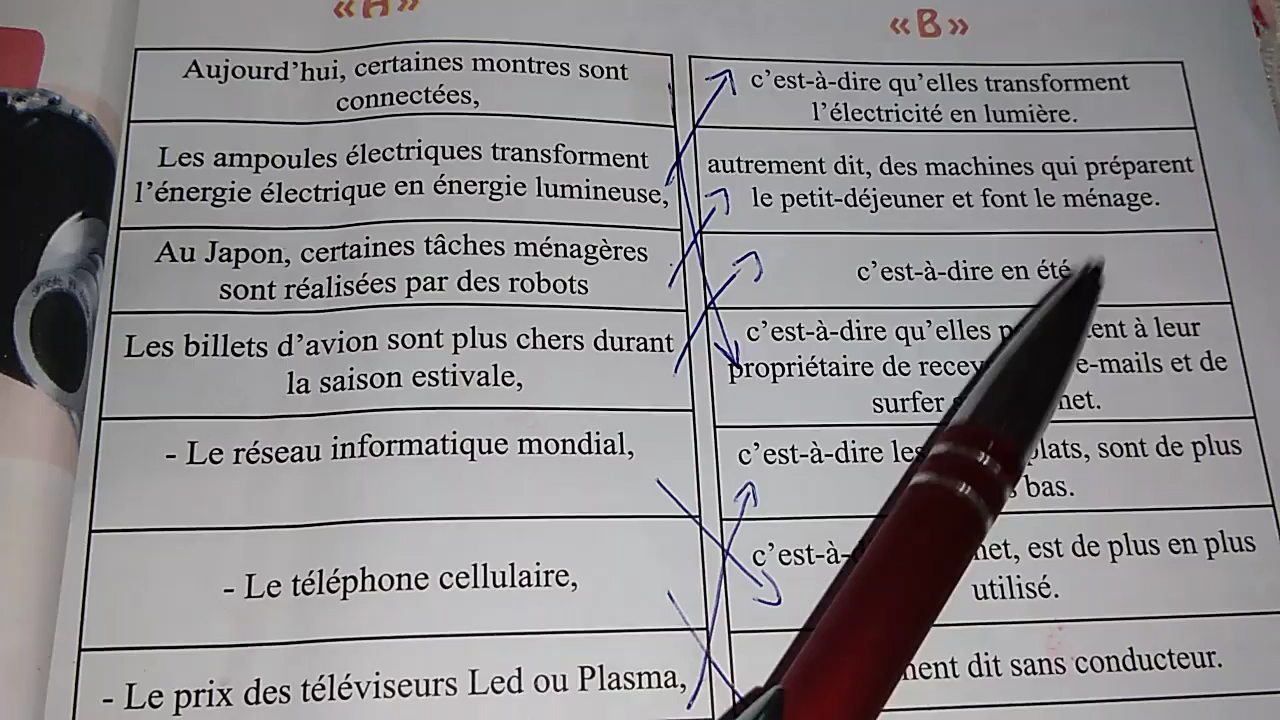 «A»
Aujourd'hui, certaines montres sont
connectées,
Les ampoules électriques transforment
l'énergie électrique en énergie lumineuse,
Au Japon, certaines tâches ménagères
sont réalisées par des robots
Les billets d'avion sont plus chers durant
la saison estivale,
- Le réseau informatique mondial,
- Le téléphone cellulaire,
- Le prix des téléviseurs Led ou Plasma,
«B»
c'est-à-dire qu'elles transforment
l'électricité en lumière.
autrement dit, des machines qui préparent
le petit-déjeuner et font le ménage.
c'est-à-dire en été
c'est-à-dire qu'elles à leur
propriétaire de e-mails et de
surfer
c'est-à-dire sont de plus
bas.
est de plus en plus
utilisé.
dit sans conducteur.